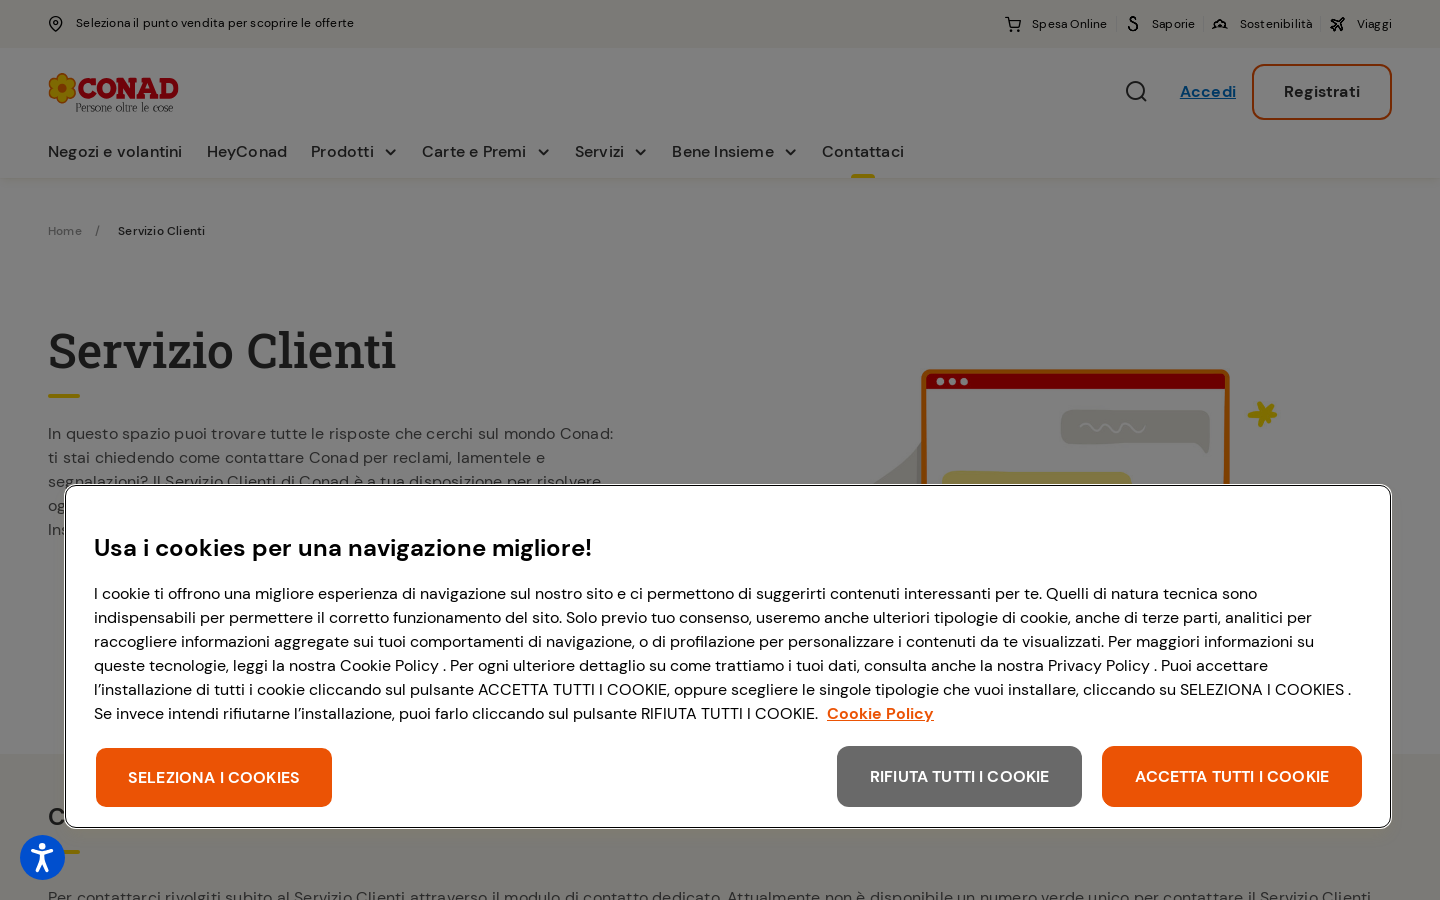 Seleziona il punto vendita per scoprire le offerte
Spesa Online
Saporie
Sostenibilità
Viaggi
CONAD
Persone oltre le cose
Accedi
Registrati
Negozi e volantini
HeyConad
Prodotti
Carte e Premi
Servizi
Bene Insieme
Contattaci
Home / Servizio Clienti
Servizio Clienti
In questo spazio puoi trovare tutte le risposte che cerchi sul mondo Conad:
ti stai chiedendo come contattare Conad per reclami, lamentele e
segnalazioni? Il Servizio Clienti di Conad è a tua disposizione per risolvere
Usa i cookies per una navigazione migliore!
I cookie ti offrono una migliore esperienza di navigazione sul nostro sito e ci permettono di suggerirti contenuti interessanti per te. Quelli di natura tecnica sono
indispensabili per permettere il corretto funzionamento del sito. Solo previo tuo consenso, useremo anche ulteriori tipologie di cookie, anche di terze parti, analitici per
raccogliere informazioni aggregate sui tuoi comportamenti di navigazione, o di profilazione per personalizzare i contenuti da te visualizzati. Per maggiori informazioni su
queste tecnologie, leggi la nostra Cookie Policy . Per ogni ulteriore dettaglio su come trattiamo i tuoi dati, consulta anche la nostra Privacy Policy . Puoi accettare
l’installazione di tutti i cookie cliccando sul pulsante ACCETTA TUTTI I COOKIE, oppure scegliere le singole tipologie che vuoi installare, cliccando su SELEZIONA I COOKIES .
Se invece intendi rifiutarne l’installazione, puoi farlo cliccando sul pulsante RIFIUTA TUTTI I COOKIE. Cookie Policy
SELEZIONA I COOKIES
RIFIUTA TUTTI I COOKIE
ACCETTA TUTTI I COOKIE
Per contattarci rivolgiti subito al Servizio Clienti attraverso il modulo di contatto dedicato. Attualmente non è disponibile un numero verde unico per contattare il Servizio Clienti